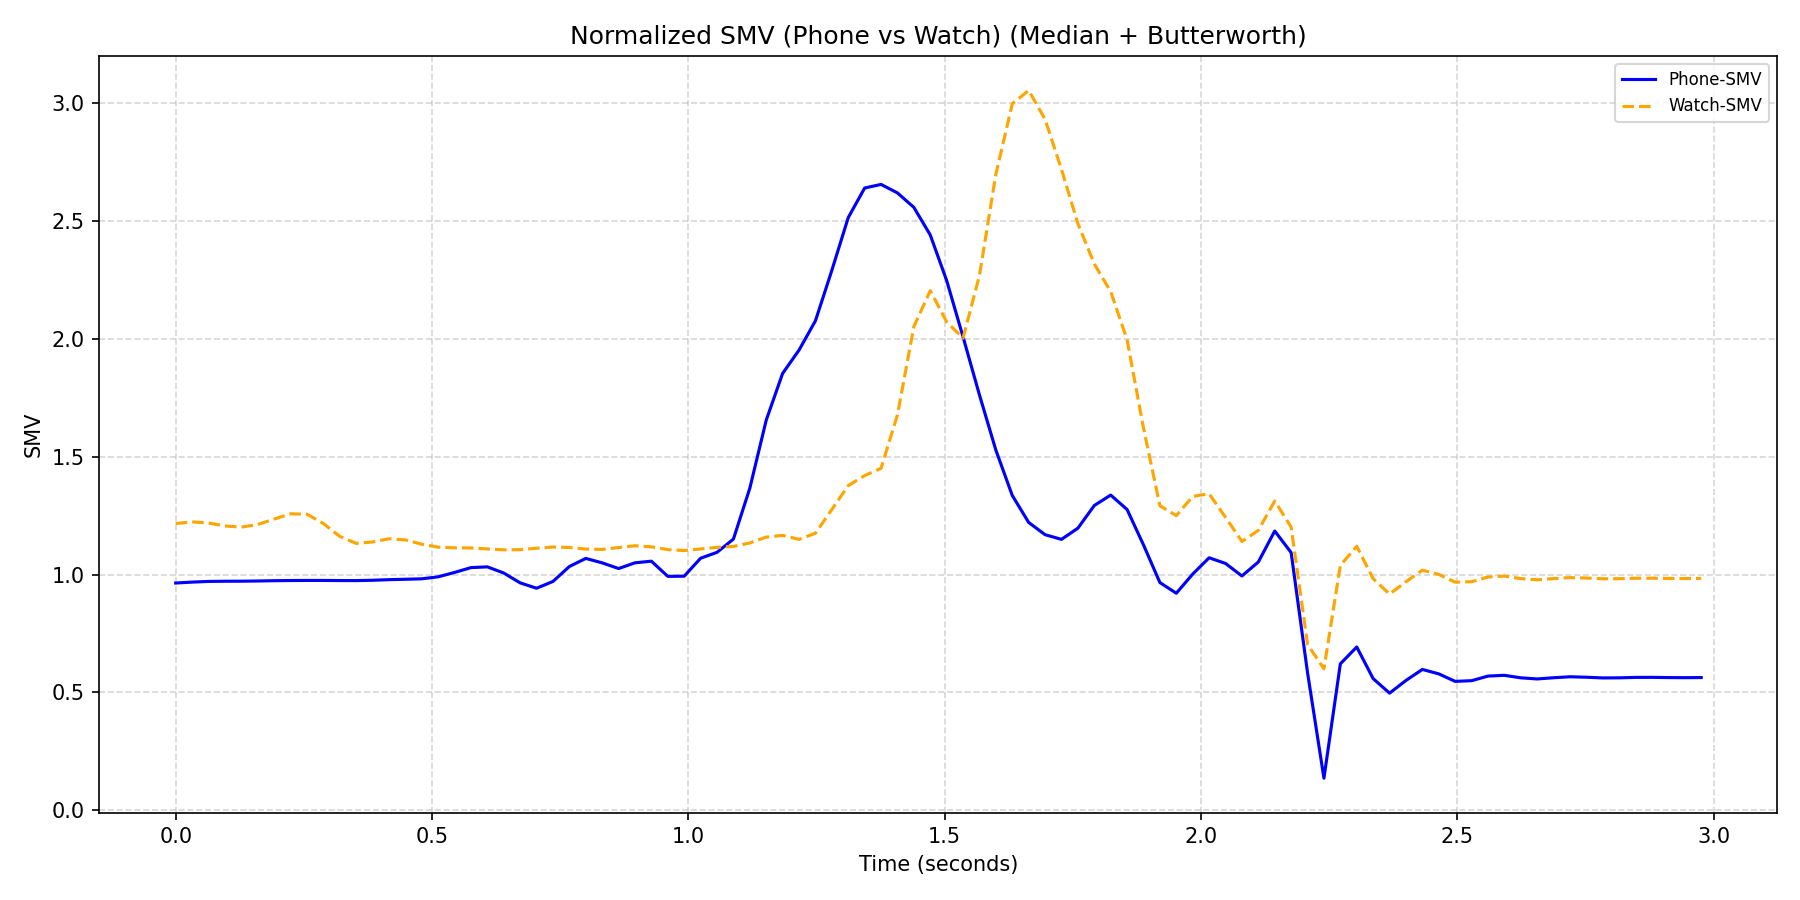 Normalized SMV (Phone vs Watch) (Median + Butterworth)
Phone-SMV
Watch-SMV
SMV
3.0
2.5
2.0
1.5
1.0
0.5
0.0
0.0 0.5 1.0 1.5 2.0 2.5 3.0
Time (seconds)